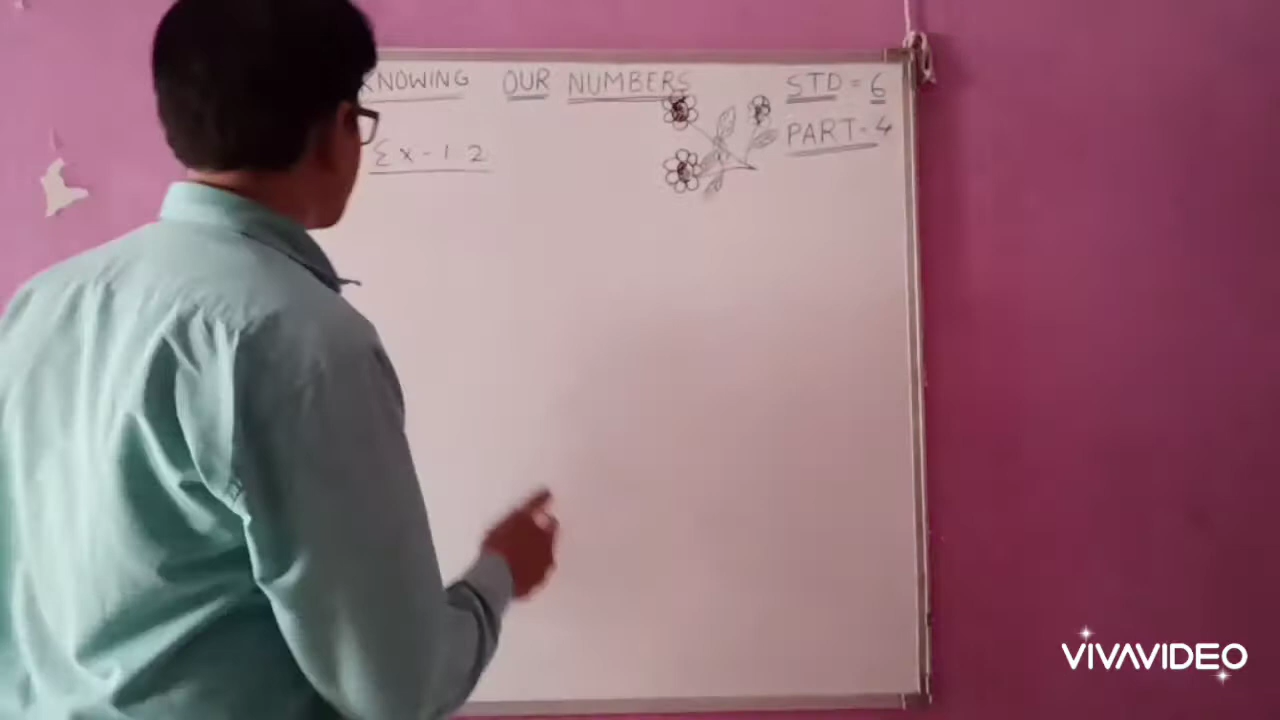 KNOWING OUR NUMBERS STD = 6
PART - 4
Ex - 1.2
VIVAVIDEO